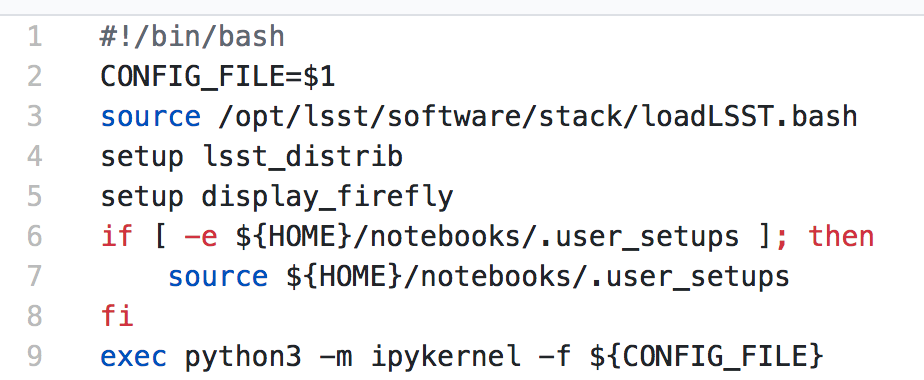 1 #!/bin/bash
2 CONFIG_FILE=$1
3 source /opt/lsst/software/stack/loadLSST.bash
4 setup lsst_distrib
5 setup display_firefly
6 if [ -e ${HOME}/notebooks/.user_setups ]; then
7     source ${HOME}/notebooks/.user_setups
8 fi
9 exec python3 -m ipykernel -f ${CONFIG_FILE}